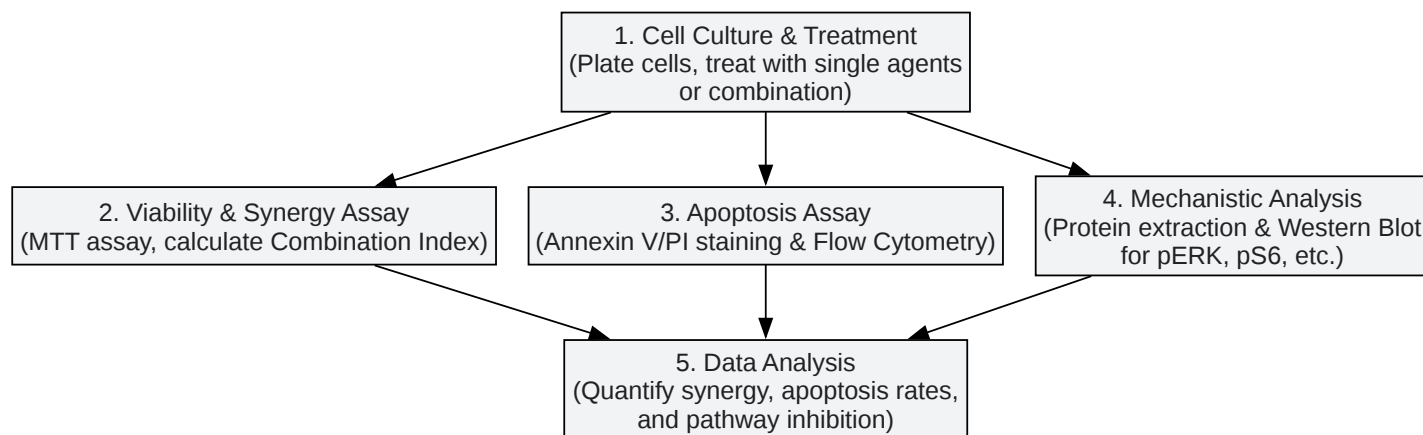 1. Cell Culture & Treatment
(Plate cells, treat with single agents
or combination)
2. Viability & Synergy Assay
(MTT assay, calculate Combination Index)
3. Apoptosis Assay
(Annexin V/PI staining & Flow Cytometry)
4. Mechanistic Analysis
(Protein extraction & Western Blot
for pERK, pS6, etc.)
5. Data Analysis
(Quantify synergy, apoptosis rates,
and pathway inhibition)